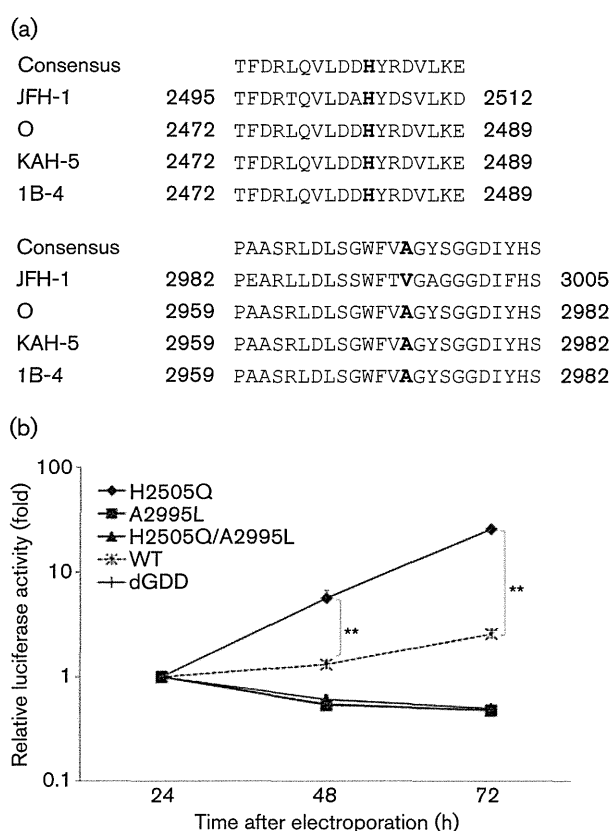 (a)
Consensus TFDRLQVLDDHYRDVLKE
JFH-1 2495 TFDRTQVLDAHYDSVLKD 2512
O 2472 TFDRLQVLDDHYRDVLKE 2489
KAH-5 2472 TFDRLQVLDDHYRDVLKE 2489
1B-4 2472 TFDRLQVLDDHYRDVLKE 2489
Consensus PAASRLDLSGWFVAGYSGGDIYHS
JFH-1 2982 PEARLLDLSSWFTVGAGGGDIFHS 3005
O 2959 PAASRLDLSGWFVAGYSGGDIYHS 2982
KAH-5 2959 PAASRLDLSGWFVAGYSGGDIYHS 2982
1B-4 2959 PAASRLDLSGWFVAGYSGGDIYHS 2982
(b)
Relative luciferase activity (fold)
100
10
1
0.1
H2505Q
A2995L
H2505Q/A2995L
WT
dGDD
**
**
24 48 72
Time after electroporation (h)